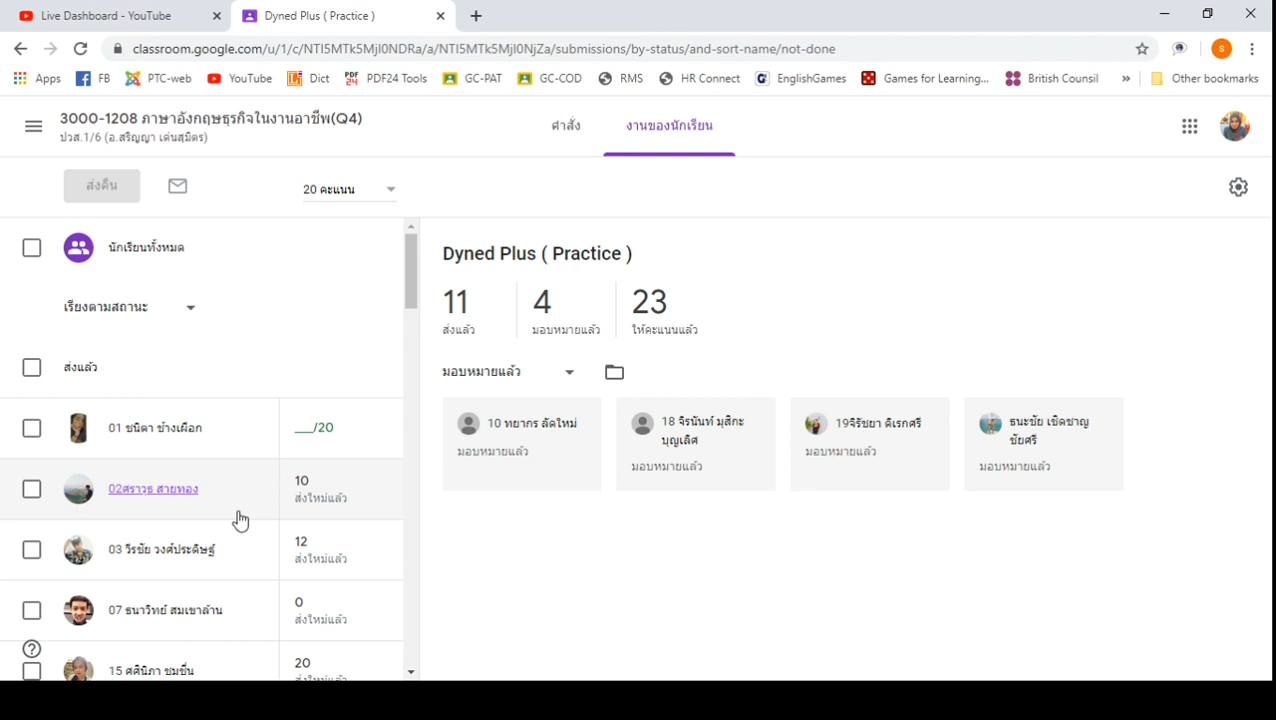 Live Dashboard - YouTube
Dyned Plus ( Practice )
classroom.google.com/u/1/c/NTI5MTk5MjI0NDRa/a/NTI5MTk5MjI0NjZa/submissions/by-status/and-sort-name/not-done
S
Apps FB PTC-web YouTube Dict PDF24 Tools GC-PAT GC-COD RMS HR Connect EnglishGames Games for Learning... British Counsil » Other bookmarks
3000-1208 ภาษาอังกฤษธุรกิจในงานอาชีพ(Q4)
ปวส.1/6 (อ.สริญญา เด่นสุมิตร)
คำสั่ง
งานของนักเรียน
ส่งคืน
20 คะแนน
นักเรียนทั้งหมด
เรียงตามสถานะ
ส่งแล้ว
01 ชนิดา ช้างเผือก
___/20
02ศราวุธ สายทอง
10
ส่งใหม่แล้ว
03 วีรชัย วงศ์ประดิษฐ์
12
ส่งใหม่แล้ว
07 ธนาวิทย์ สมเขาล้าน
0
ส่งใหม่แล้ว
15 ศศินิภา ชมชื่น
20
ส่งใหม่แล้ว
Dyned Plus ( Practice )
11
ส่งแล้ว
4
มอบหมายแล้ว
23
ให้คะแนนแล้ว
มอบหมายแล้ว
10 ทยากร ลัดใหม่
มอบหมายแล้ว
18 จิรนันท์ มุสิกะ
บุญเลิศ
มอบหมายแล้ว
19จิรัชยา ดิเรกศรี
มอบหมายแล้ว
ธนะชัย เชิดชาญ
ชัยศรี
มอบหมายแล้ว